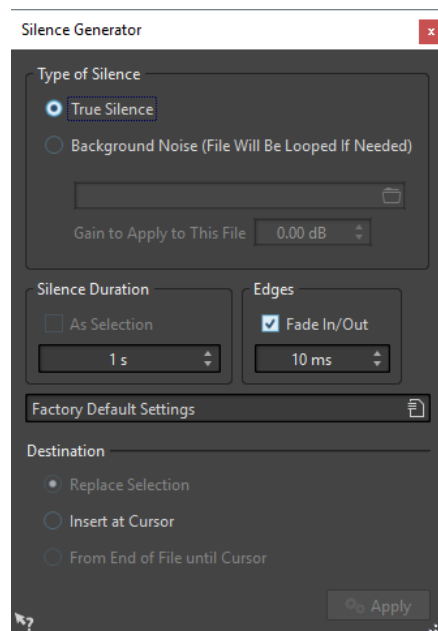 Silence Generator
x
Type of Silence
True Silence
Background Noise (File Will Be Looped If Needed)
Gain to Apply to This File 0.00 dB
Silence Duration Edges
As Selection Fade In/Out
1 s 10 ms
Factory Default Settings
Destination
Replace Selection
Insert at Cursor
From End of File until Cursor
Apply
?